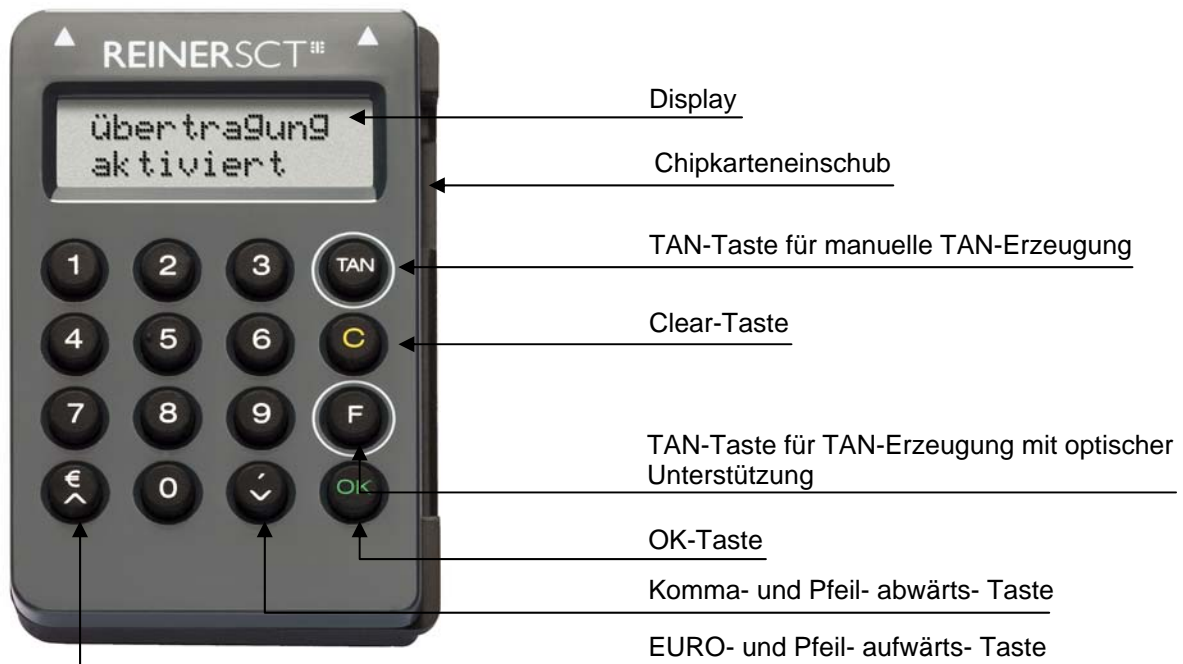 REINERSCT
übertragung
aktiviert
1 2 3 TAN
4 5 6 C
7 8 9 F
€ 0 OK
Display
Chipkarteneinschub
TAN-Taste für manuelle TAN-Erzeugung
Clear-Taste
TAN-Taste für TAN-Erzeugung mit optischer
Unterstützung
OK-Taste
Komma- und Pfeil- abwärts- Taste
EURO- und Pfeil- aufwärts- Taste